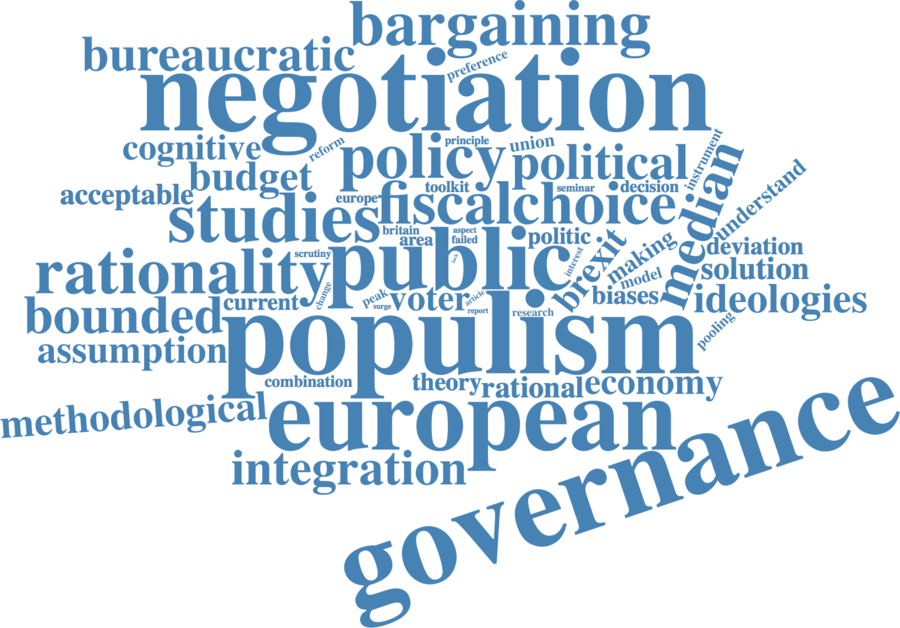 bargaining
bureaucratic
preference
negotiation
cognitive
reform
principle
union
instrument
policy
political
budget
acceptable
toolkit
seminar
decision
europe
fiscal
choice
median
understand
studies
britain
aspect
area
failed
politic
brexit
making
deviation
scrutiny
public
interest
rationality
model
solution
change
peak
voter
article
biases
ideologies
current
surge
report
research
bounded
populism
pooling
assumption
combination
theory
rational
economy
methodological
european
integration
governance